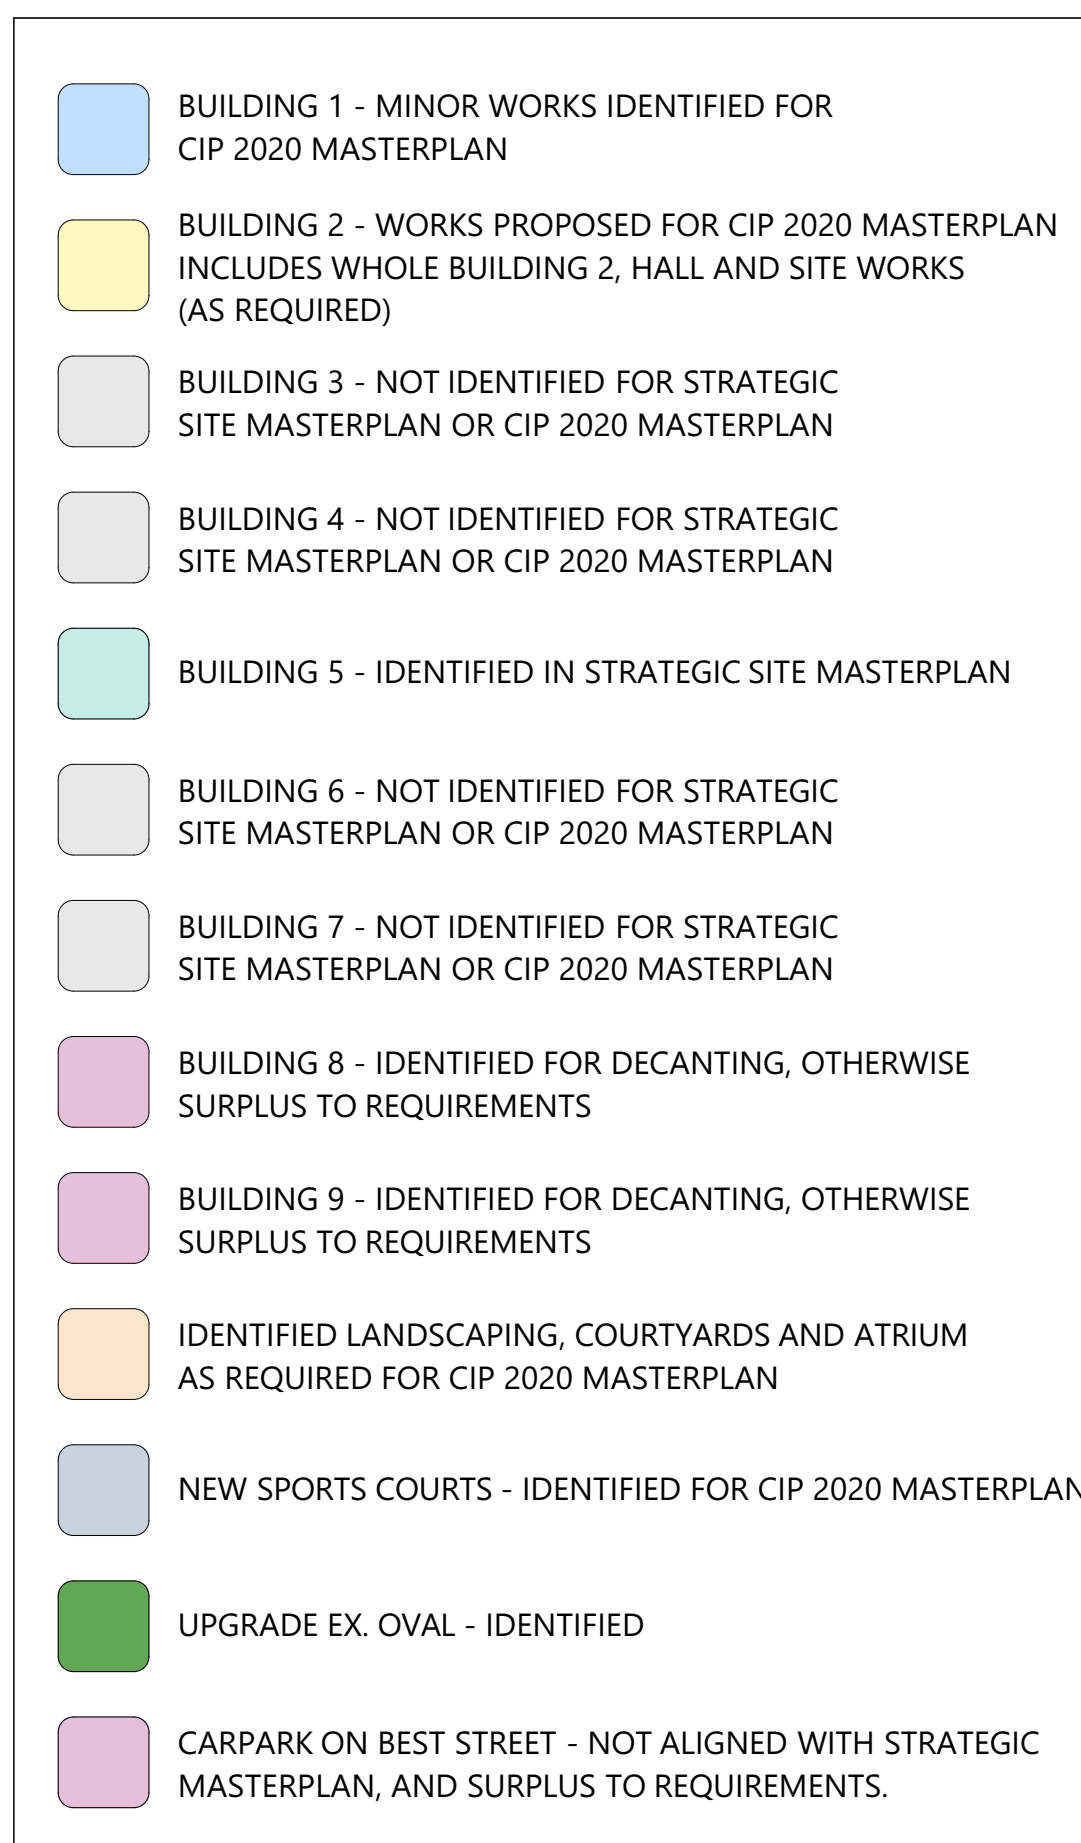 BUILDING 1 - MINOR WORKS IDENTIFIED FOR
CIP 2020 MASTERPLAN
BUILDING 2 - WORKS PROPOSED FOR CIP 2020 MASTERPLAN
INCLUDES WHOLE BUILDING 2, HALL AND SITE WORKS
(AS REQUIRED)
BUILDING 3 - NOT IDENTIFIED FOR STRATEGIC
SITE MASTERPLAN OR CIP 2020 MASTERPLAN
BUILDING 4 - NOT IDENTIFIED FOR STRATEGIC
SITE MASTERPLAN OR CIP 2020 MASTERPLAN
BUILDING 5 - IDENTIFIED IN STRATEGIC SITE MASTERPLAN
BUILDING 6 - NOT IDENTIFIED FOR STRATEGIC
SITE MASTERPLAN OR CIP 2020 MASTERPLAN
BUILDING 7 - NOT IDENTIFIED FOR STRATEGIC
SITE MASTERPLAN OR CIP 2020 MASTERPLAN
BUILDING 8 - IDENTIFIED FOR DECANTING, OTHERWISE
SURPLUS TO REQUIREMENTS
BUILDING 9 - IDENTIFIED FOR DECANTING, OTHERWISE
SURPLUS TO REQUIREMENTS
IDENTIFIED LANDSCAPING, COURTYARDS AND ATRIUM
AS REQUIRED FOR CIP 2020 MASTERPLAN
NEW SPORTS COURTS - IDENTIFIED FOR CIP 2020 MASTERPLAN
UPGRADE EX. OVAL - IDENTIFIED
CARPARK ON BEST STREET - NOT ALIGNED WITH STRATEGIC
MASTERPLAN, AND SURPLUS TO REQUIREMENTS.